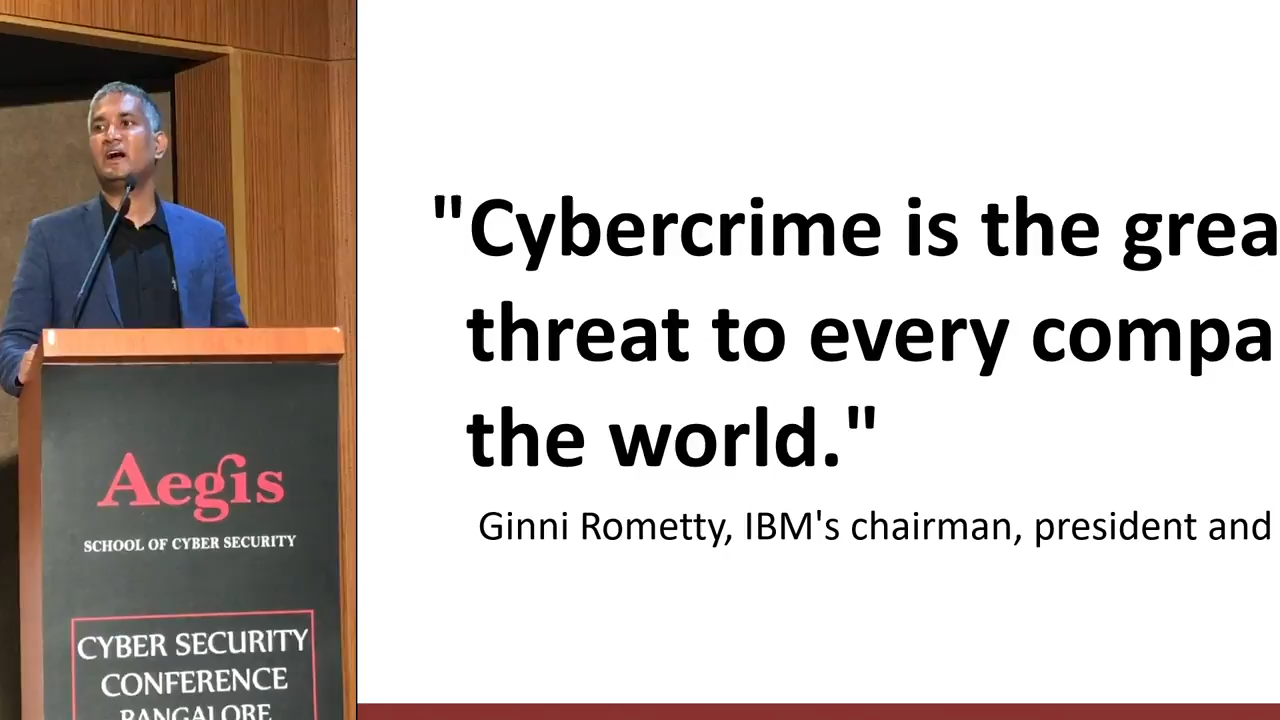 "Cybercrime is the grea
threat to every compa
the world."
Ginni Rometty, IBM's chairman, president and
Aegis
SCHOOL OF CYBER SECURITY
CYBER SECURITY
CONFERENCE
BANGALORE